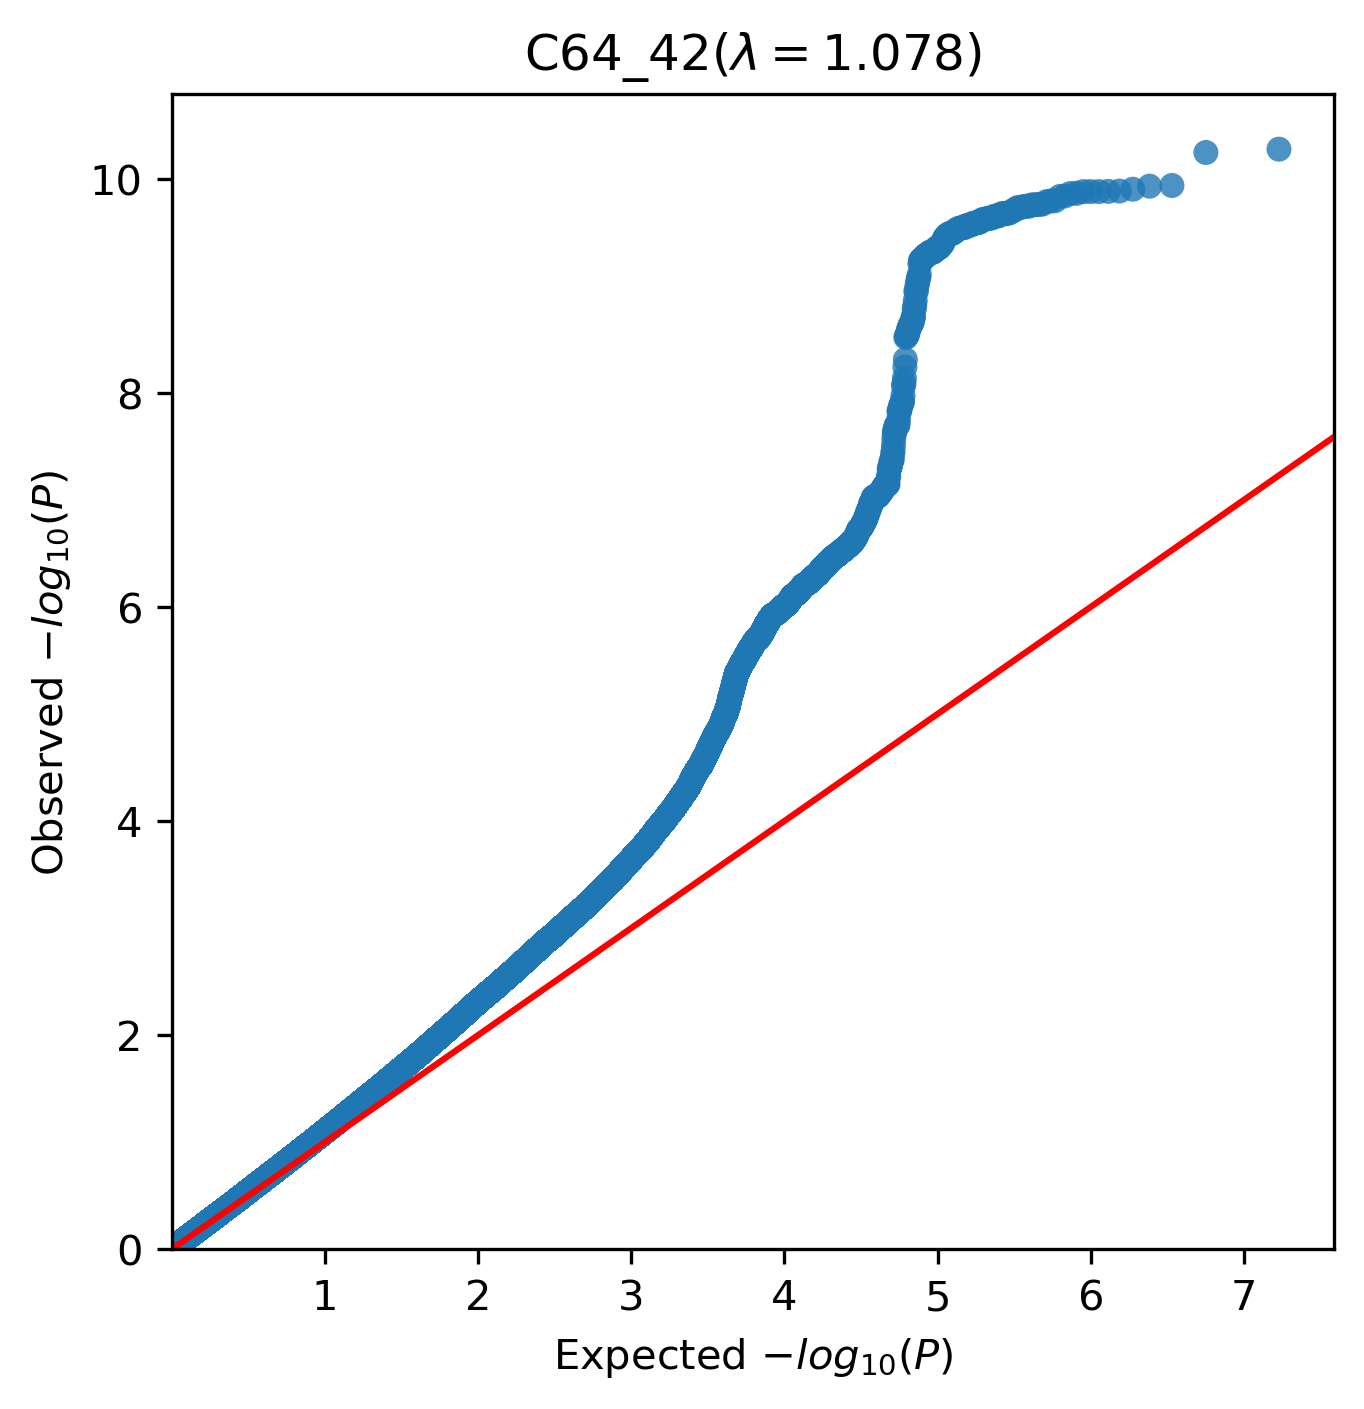 C64_42(λ = 1.078)
10
8
6
4
2
0
Observed −log₁₀(P)
1 2 3 4 5 6 7
Expected −log₁₀(P)